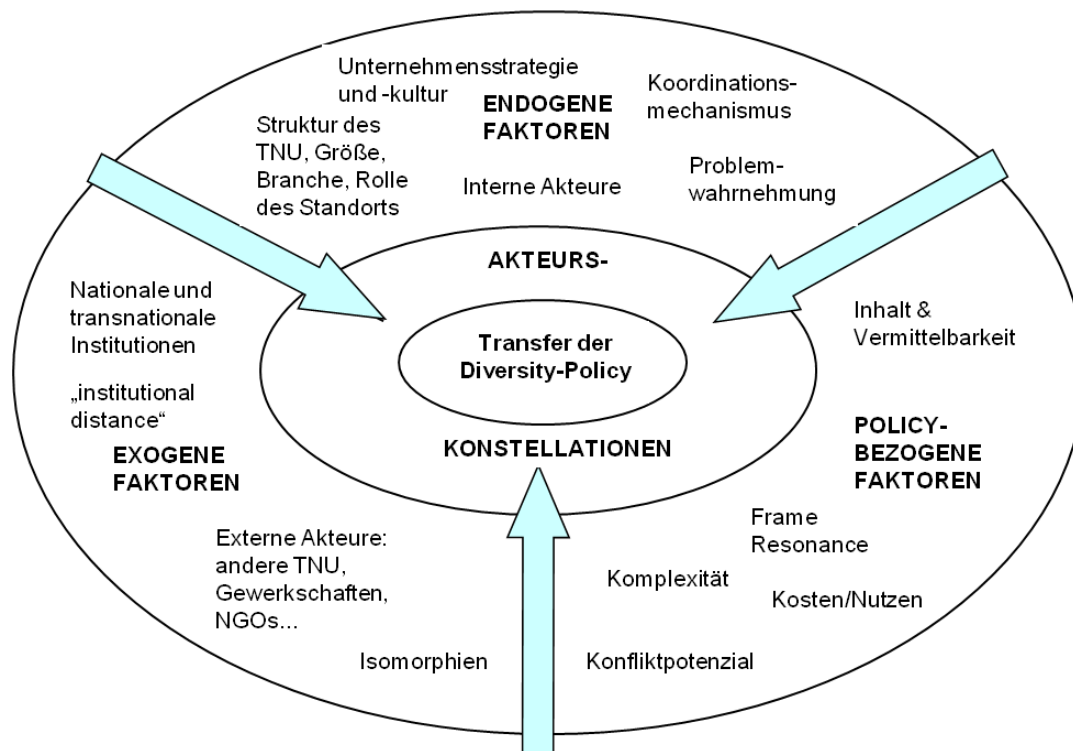 Unternehmensstrategie
und -kultur
ENDOGENE
FAKTOREN
Koordinations-
mechanismus
Struktur des
TNU, Größe,
Branche, Rolle
des Standorts
Interne Akteure
Problem-
wahrnehmung
AKTEURS-
Nationale und
transnationale
Institutionen
„institutional
distance“
EXOGENE
FAKTOREN
Transfer der
Diversity-Policy
KONSTELLATIONEN
Inhalt &
Vermittelbarkeit
POLICY-
BEZOGENE
FAKTOREN
Externe Akteure:
andere TNU,
Gewerkschaften,
NGOs...
Isomorphien
Frame
Resonance
Komplexität
Kosten/Nutzen
Konfliktpotenzial